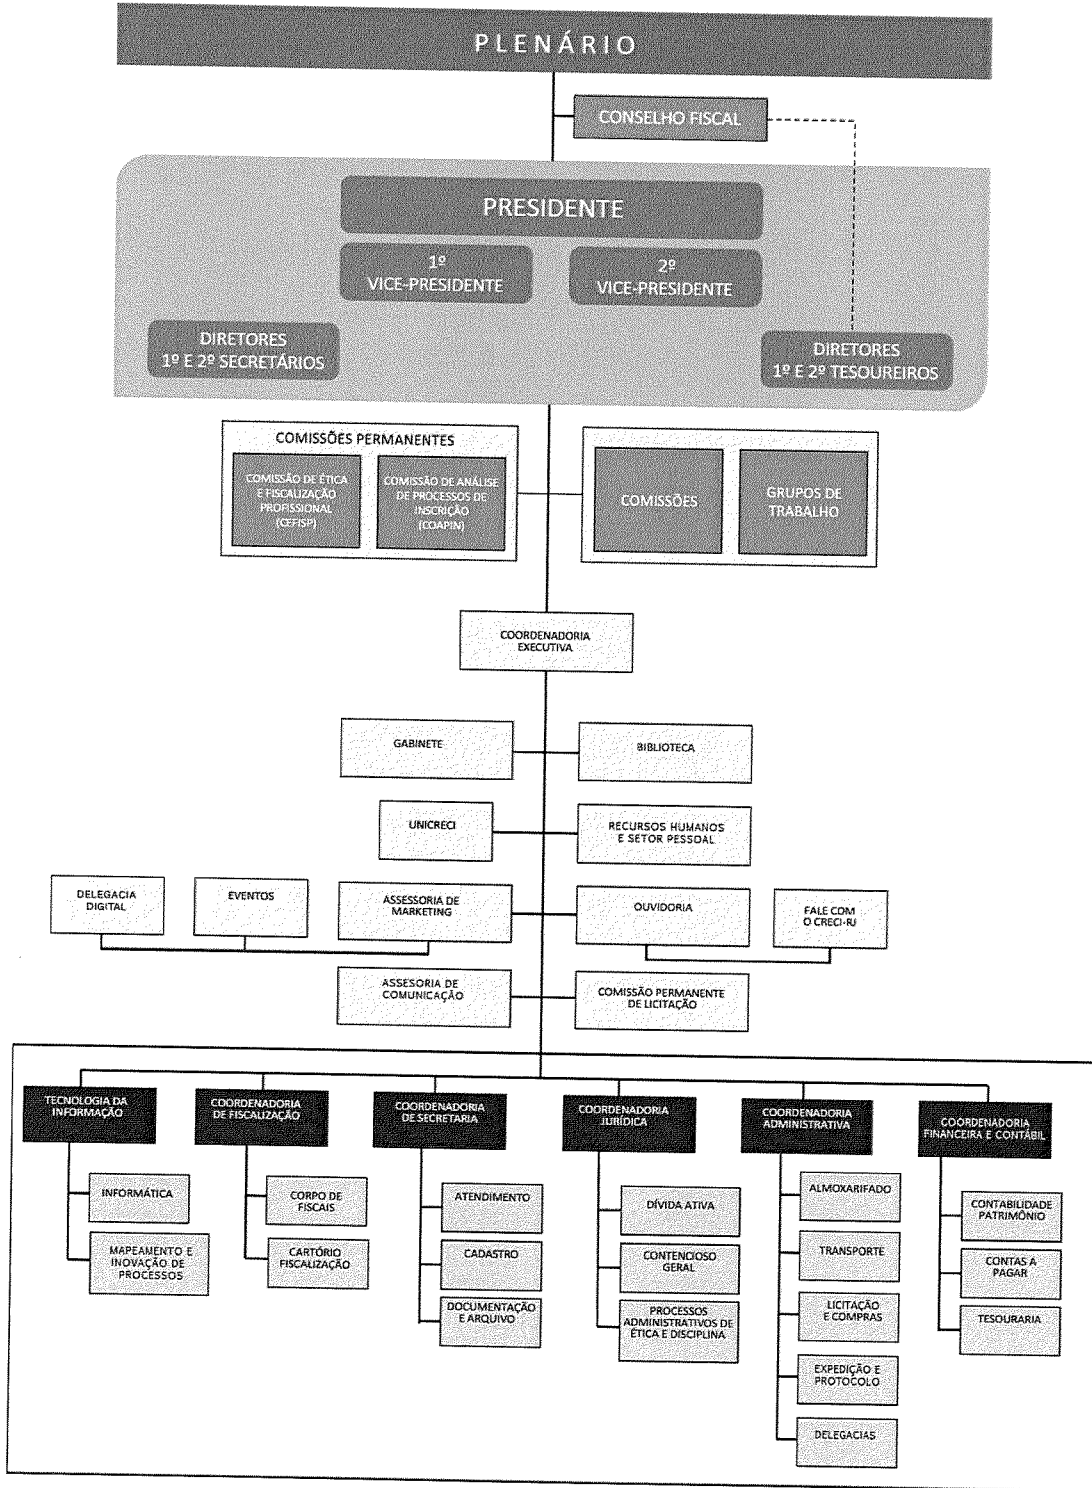 PLENÁRIO
CONSELHO FISCAL
PRESIDENTE
1º
VICE-PRESIDENTE
2º
VICE-PRESIDENTE
DIRETORES
1º E 2º SECRETÁRIOS
DIRETORES
1º E 2º TESOUREIROS
COMISSÕES PERMANENTES
COMISSÃO DE ÉTICA
E FISCALIZAÇÃO
PROFISSIONAL
(CEFISP)
COMISSÃO DE ANÁLISE
DE PROCESSOS DE
INSCRIÇÃO
(COAPIN)
COMISSÕES
GRUPOS DE
TRABALHO
COORDENADORIA
EXECUTIVA
GABINETE
BIBLIOTECA
UNICRECI
RECURSOS HUMANOS
E SETOR PESSOAL
DELEGACIA
DIGITAL
EVENTOS
ASSESSORIA DE
MARKETING
OUVIDORIA
FALE COM
O CRECI-RJ
ASSESORIA DE
COMUNICAÇÃO
COMISSÃO PERMANENTE
DE LICITAÇÃO
TECNOLOGIA DA
INFORMAÇÃO
COORDENADORIA
DE FISCALIZAÇÃO
COORDENADORIA
DE SECRETARIA
COORDENADORIA
JURÍDICA
COORDENADORIA
ADMINISTRATIVA
COORDENADORIA
FINANCEIRA E CONTÁBIL
INFORMÁTICA
MAPEAMENTO E
INOVAÇÃO DE
PROCESSOS
CORPO DE
FISCAIS
CARTÓRIO
FISCALIZAÇÃO
ATENDIMENTO
CADASTRO
DOCUMENTAÇÃO
E ARQUIVO
DÍVIDA ATIVA
CONTENCIOSO
GERAL
PROCESSOS
ADMINISTRATIVOS DE
ÉTICA E DISCIPLINA
ALMOXARIFADO
TRANSPORTE
LICITAÇÃO
E COMPRAS
EXPEDIÇÃO E
PROTOCOLO
DELEGACIAS
CONTABILIDADE
PATRIMÔNIO
CONTAS A
PAGAR
TESOURARIA